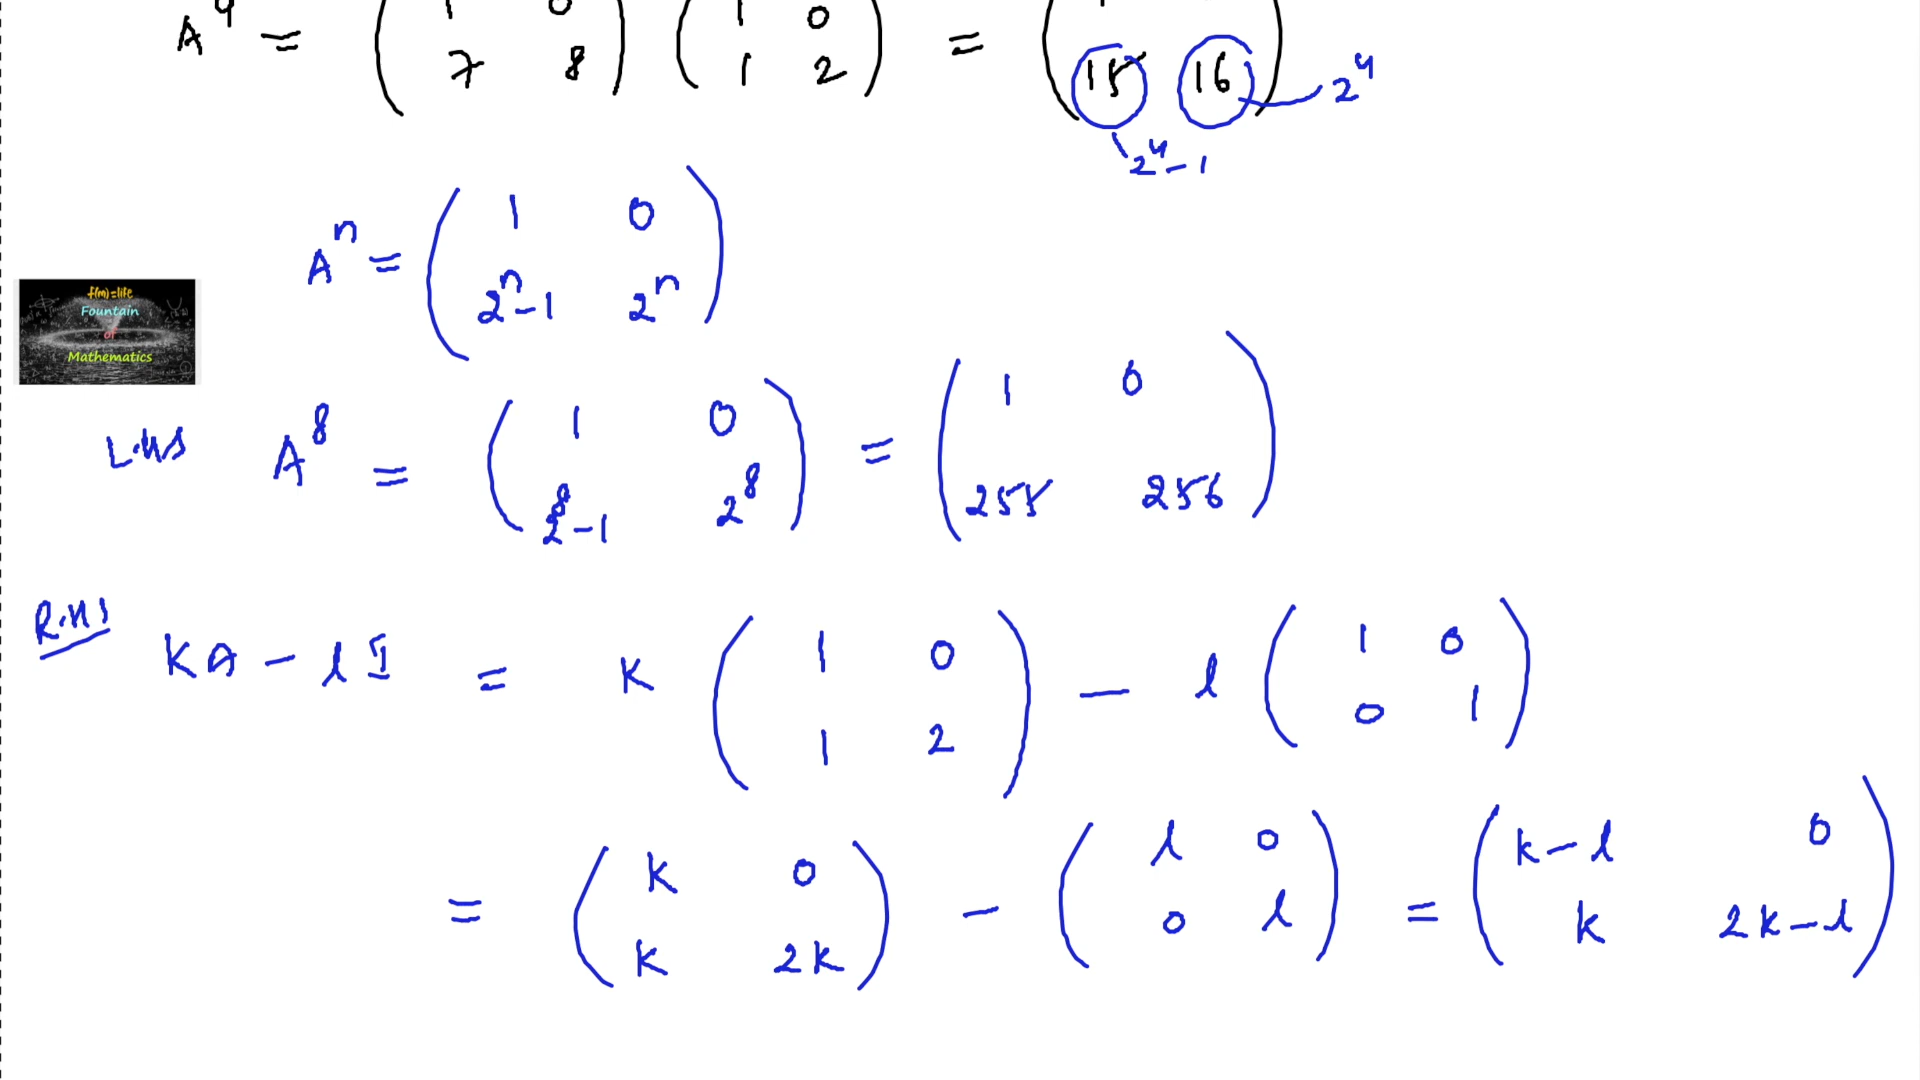 A⁴ = ( 1 0 ) ( 1 0 ) = (
7 8 1 2 15 16 2⁴
2⁴-1
Aⁿ = ( 1 0
2ⁿ-1 2ⁿ )
f(m)=life
Fountain
of
Mathematics
L.H.S A⁸ = ( 1 0 ) = ( 1 0 )
2⁸-1 2⁸ 255 256
R.H.S KA - lI = K ( 1 0 ) - l ( 1 0 )
1 2 0 1
= ( k 0 ) - ( l 0 ) = ( k-l 0 )
k 2k 0 l k 2k-l